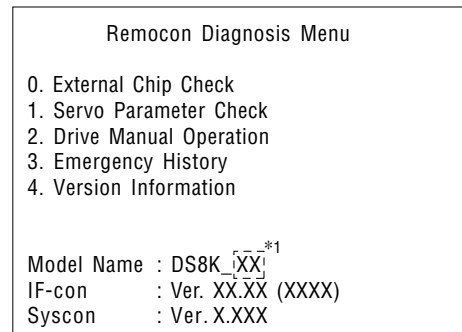 Remocon Diagnosis Menu
0. External Chip Check
1. Servo Parameter Check
2. Drive Manual Operation
3. Emergency History
4. Version Information
Model Name : DS8K_XX*1
IF-con : Ver. XX.XX (XXXX)
Syscon : Ver. X.XXX